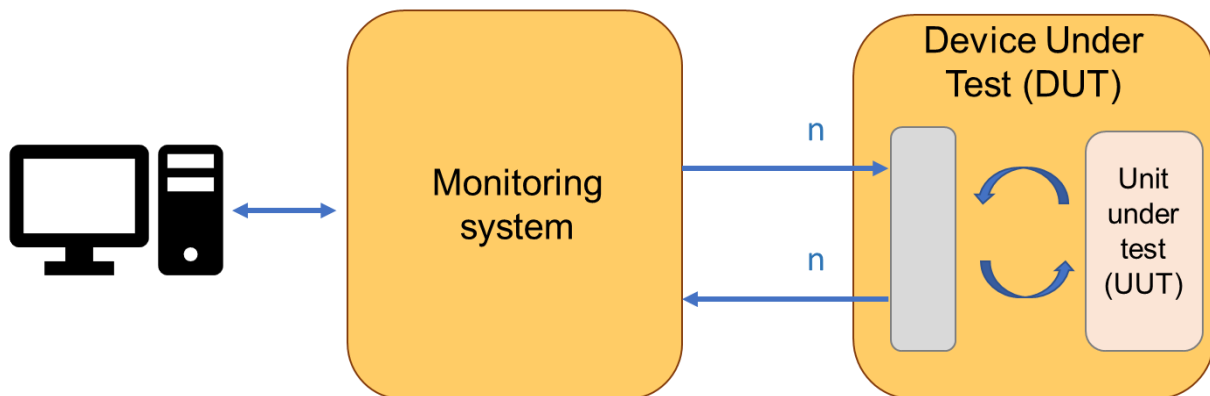 Device Under
Test (DUT)
n
Monitoring
system
Unit
under
test
(UUT)
n